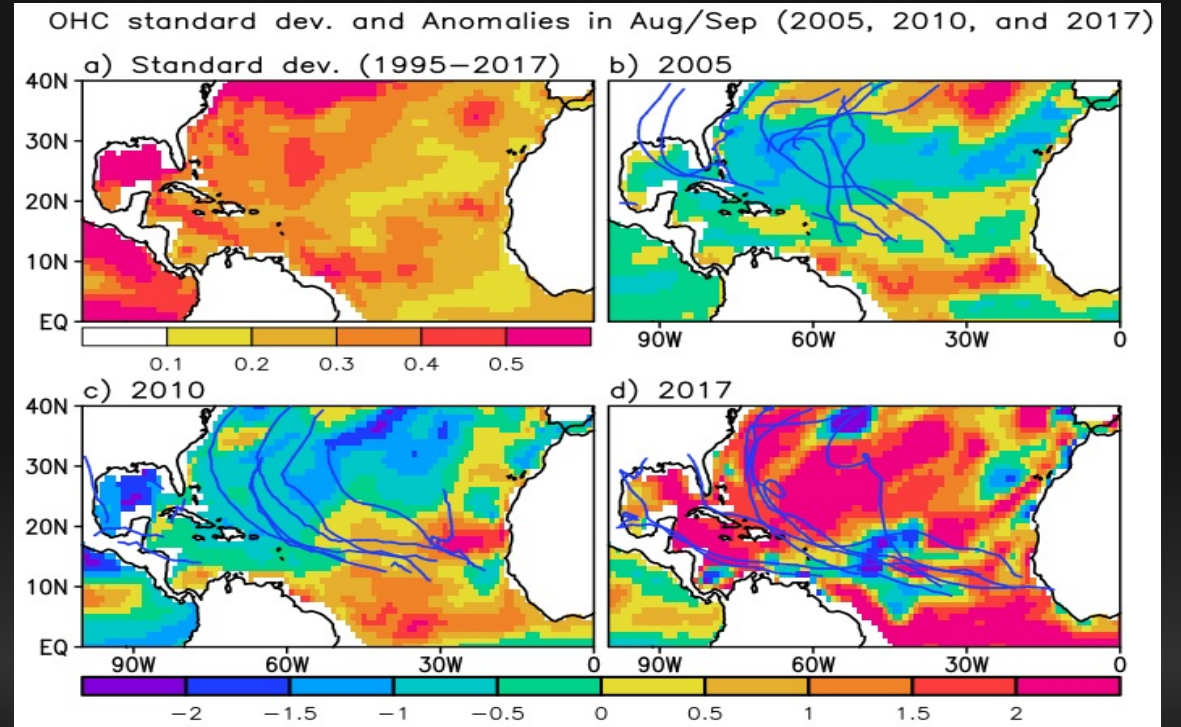 OHC standard dev. and Anomalies in Aug/Sep (2005, 2010, and 2017)
a) Standard dev. (1995−2017)
b) 2005
40N
30N
20N
10N
EQ
0.1 0.2 0.3 0.4 0.5
90W 60W 30W 0
c) 2010
d) 2017
40N
30N
20N
10N
EQ
90W 60W 30W 0
90W 60W 30W 0
−2 −1.5 −1 −0.5 0 0.5 1 1.5 2